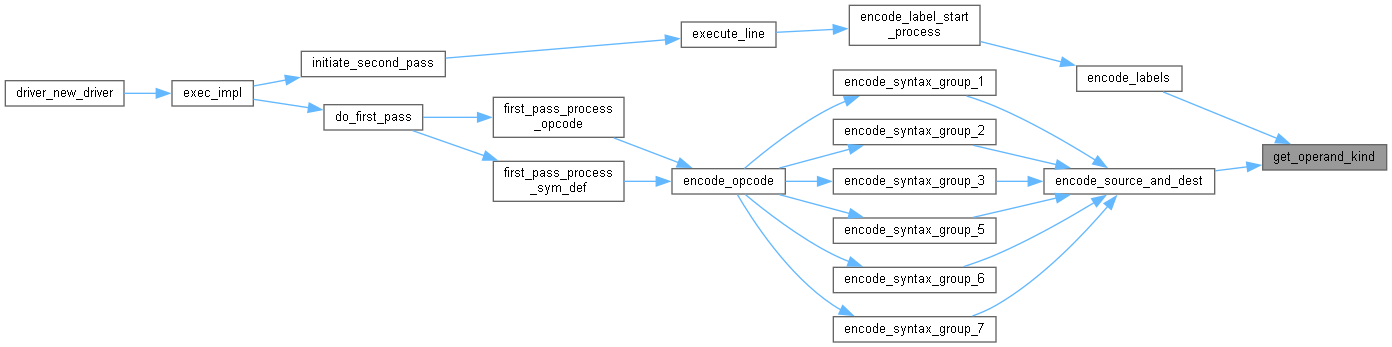 driver_new_driver
exec_impl
initiate_second_pass
do_first_pass
execute_line
first_pass_process
_opcode
first_pass_process
_sym_def
encode_opcode
encode_label_start
_process
encode_syntax_group_1
encode_syntax_group_2
encode_syntax_group_3
encode_syntax_group_5
encode_syntax_group_6
encode_syntax_group_7
encode_labels
encode_source_and_dest
get_operand_kind